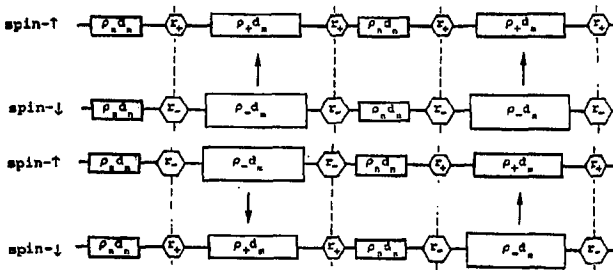 spin-↑ ρₙdₙ r₊ ρ₊dₘ r₊ ρₙdₙ r₊ ρ₊dₘ r₊
spin-↓ ρₙdₙ r₋ ρ₋dₘ r₋ ρₙdₙ r₋ ρ₋dₘ r₋
spin-↑ ρₙdₙ r₋ ρ₋dₘ r₋ ρₙdₙ r₊ ρ₊dₘ r₊
spin-↓ ρₙdₙ r₊ ρ₊dₘ r₊ ρₙdₙ r₋ ρ₋dₘ r₋